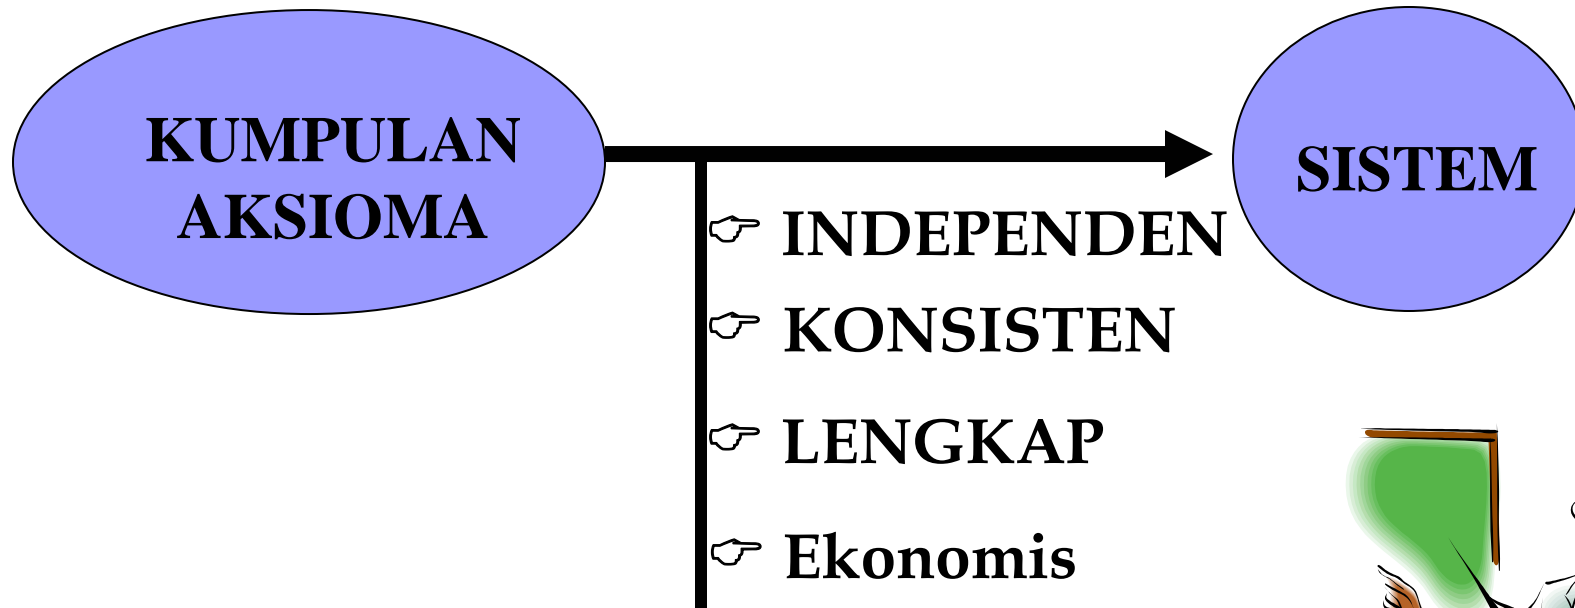 KUMPULAN
AKSIOMA
SISTEM
INDEPENDEN
KONSISTEN
LENGKAP
Ekonomis